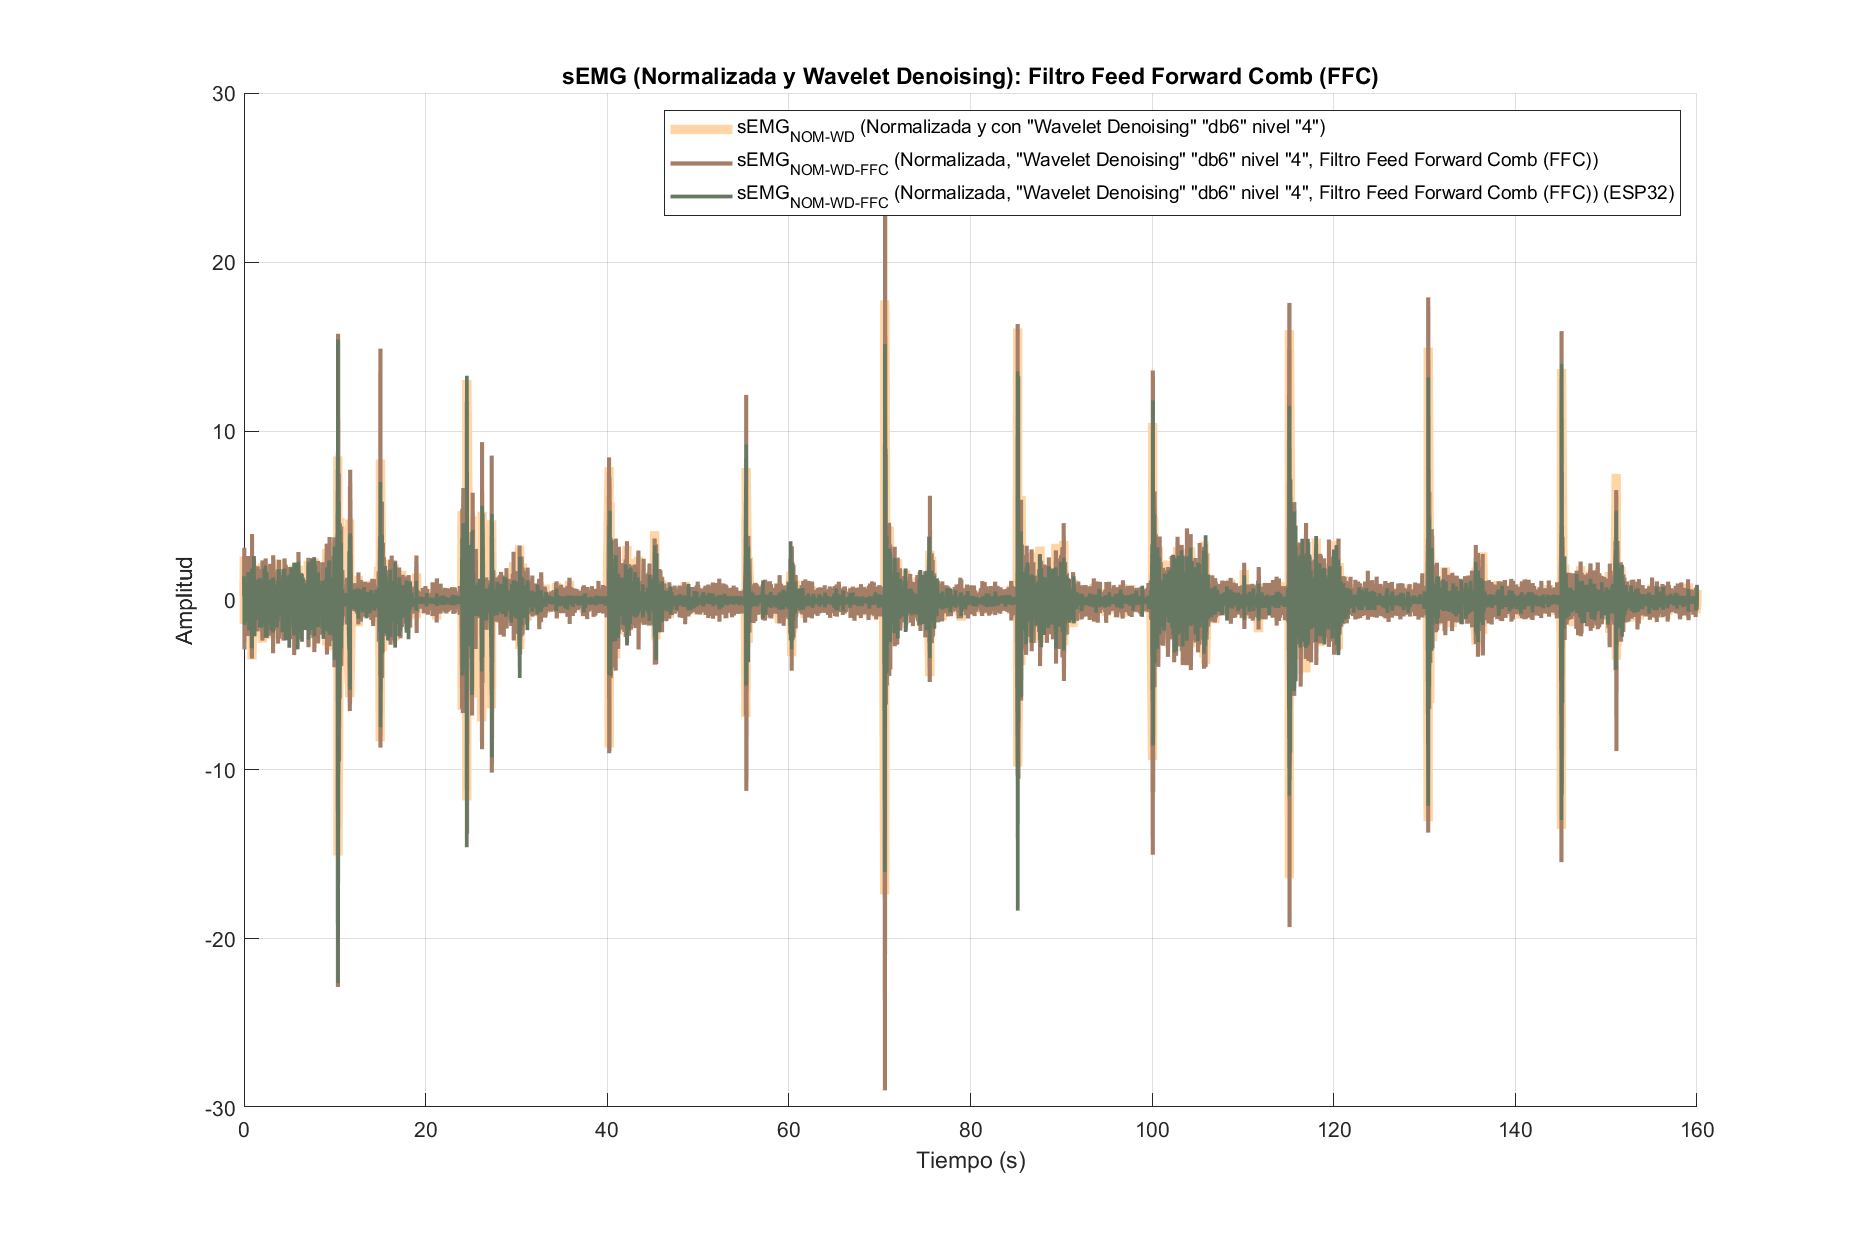 sEMG (Normalizada y Wavelet Denoising): Filtro Feed Forward Comb (FFC)
sEMG_NOM-WD (Normalizada y con "Wavelet Denoising" "db6" nivel "4")
sEMG_NOM-WD-FFC (Normalizada, "Wavelet Denoising" "db6" nivel "4", Filtro Feed Forward Comb (FFC))
sEMG_NOM-WD-FFC (Normalizada, "Wavelet Denoising" "db6" nivel "4", Filtro Feed Forward Comb (FFC)) (ESP32)
30
20
10
0
-10
-20
-30
Amplitud
0 20 40 60 80 100 120 140 160
Tiempo (s)